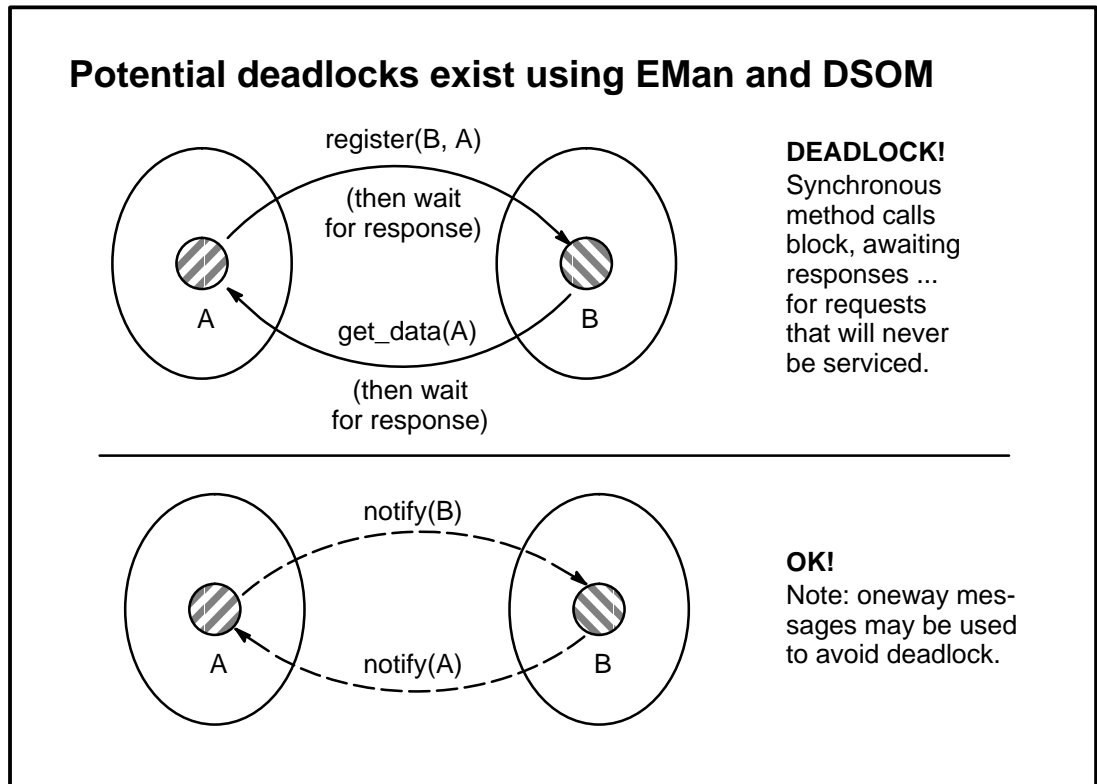 Potential deadlocks exist using EMan and DSOM
register(B, A)
(then wait
for response)
A
B
get_data(A)
(then wait
for response)
DEADLOCK!
Synchronous
method calls
block, awaiting
responses ...
for requests
that will never
be serviced.
notify(B)
A
B
notify(A)
OK!
Note: oneway mes-
sages may be used
to avoid deadlock.